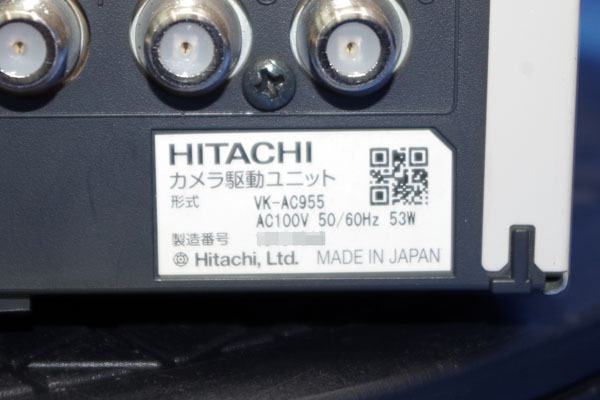 HITACHI
カメラ駆動ユニット
形式 VK-AC955
AC100V 50/60Hz 53W
製造番号
Hitachi, Ltd. MADE IN JAPAN